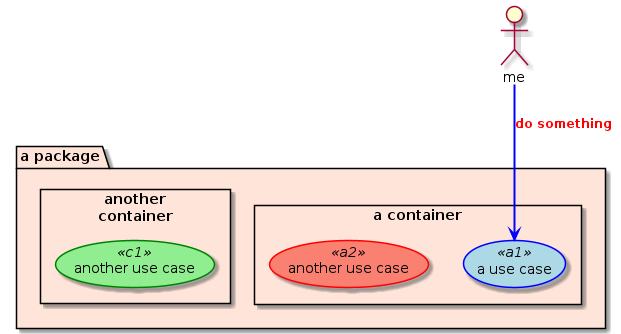 me
do something
a package
another
container
a container
«c1»
another use case
«a2»
another use case
«a1»
a use case